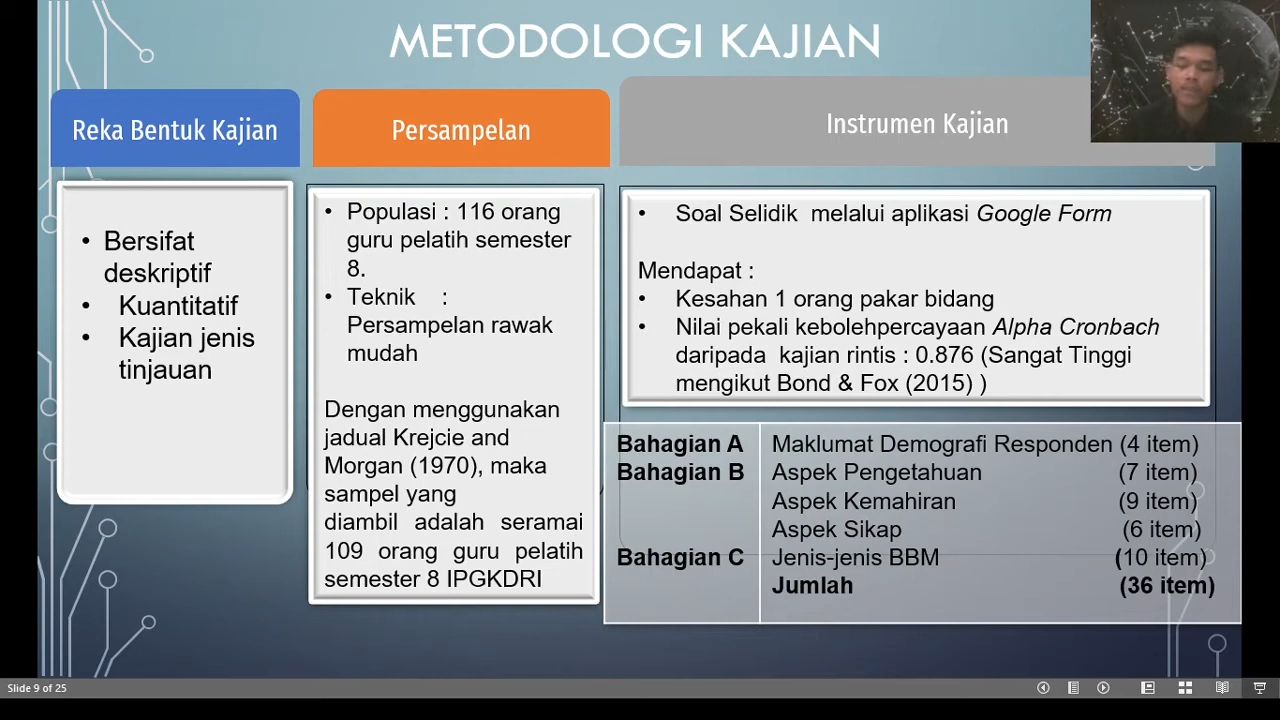 METODOLOGI KAJIAN
Reka Bentuk Kajian
• Bersifat
deskriptif
• Kuantitatif
• Kajian jenis
tinjauan
Persampelan
• Populasi : 116 orang
guru pelatih semester
8.
• Teknik :
Persampelan rawak
mudah
Dengan menggunakan
jadual Krejcie and
Morgan (1970), maka
sampel yang
diambil adalah seramai
109 orang guru pelatih
semester 8 IPGKDRI
Instrumen Kajian
• Soal Selidik melalui aplikasi Google Form
Mendapat :
• Kesahan 1 orang pakar bidang
• Nilai pekali kebolehpercayaan Alpha Cronbach
daripada kajian rintis : 0.876 (Sangat Tinggi
mengikut Bond & Fox (2015) )
Bahagian A Maklumat Demografi Responden (4 item)
Bahagian B Aspek Pengetahuan (7 item)
Aspek Kemahiran (9 item)
Aspek Sikap (6 item)
Bahagian C Jenis-jenis BBM (10 item)
Jumlah (36 item)
Slide 9 of 25